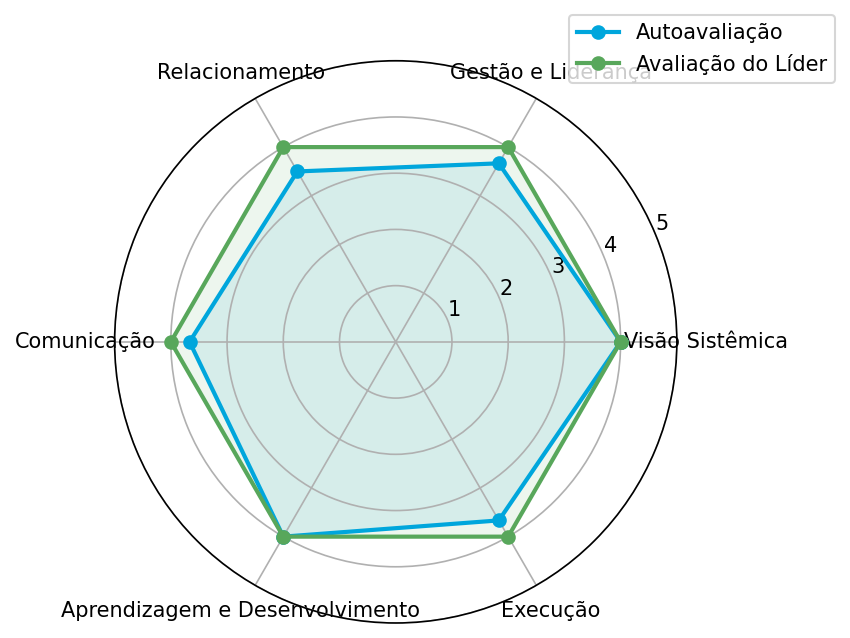 Autoavaliação
Avaliação do Líder
Relacionamento
Gestão e Liderança
5
4
3
2
1
Comunicação
Visão Sistêmica
Aprendizagem e Desenvolvimento
Execução